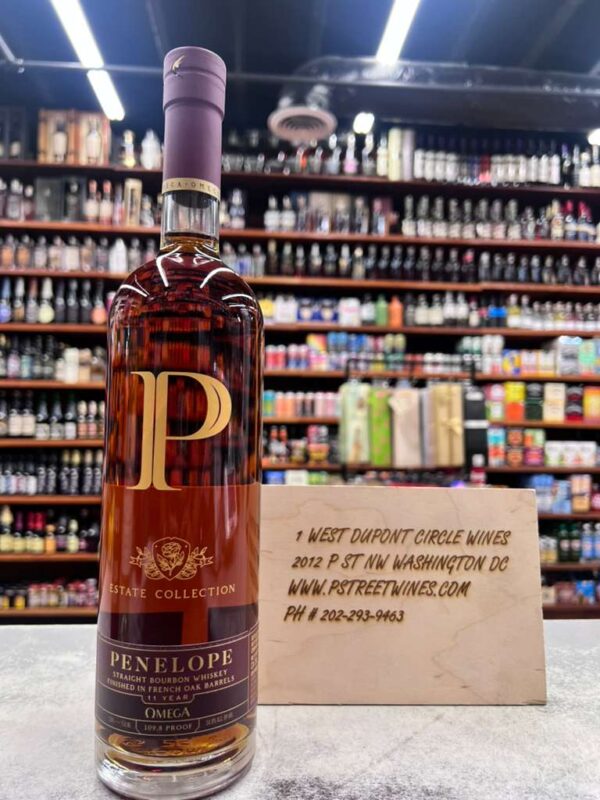 P
ESTATE COLLECTION
PENELOPE
STRAIGHT BOURBON WHISKEY
FINISHED IN FRENCH OAK BARRELS
11 YEAR
OMEGA
109.8 PROOF
1 WEST DUPONT CIRCLE WINES
2012 P ST NW WASHINGTON DC
WWW.PSTREETWINES.COM
PH # 202-293-9463